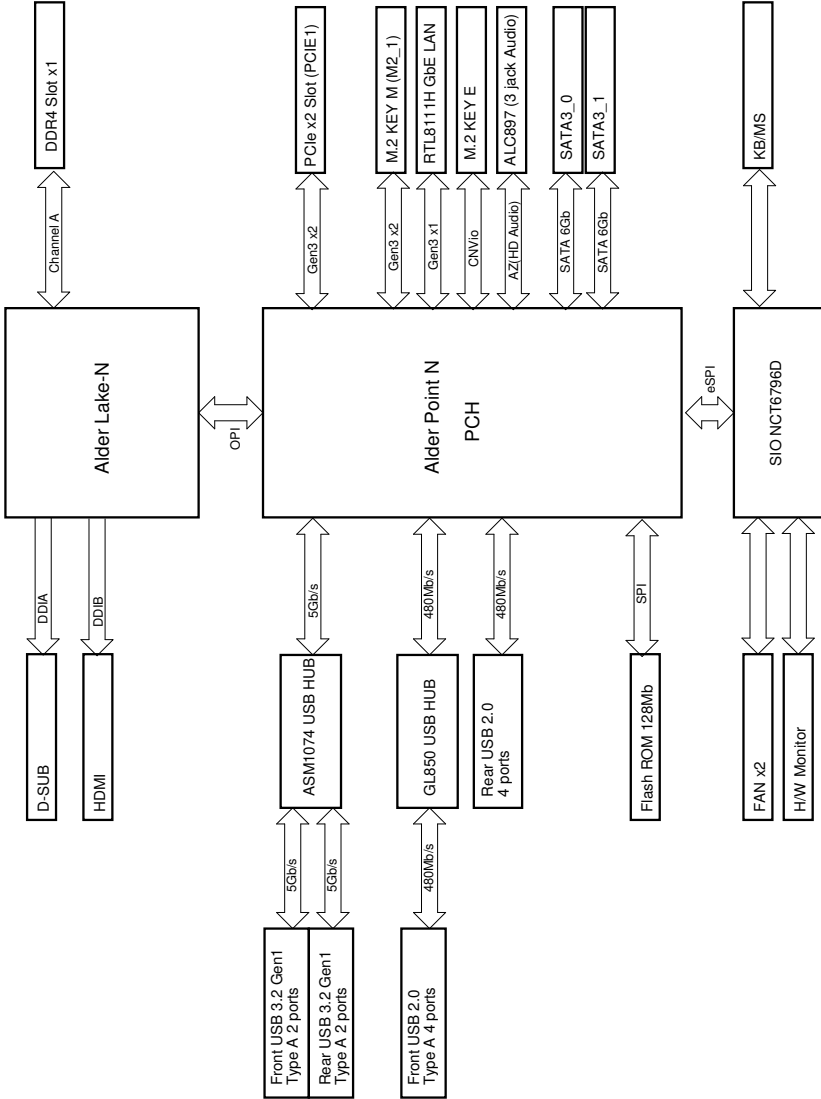 DDR4 Slot x1
Channel A
Alder Lake-N
DDIA
DDIB
D-SUB
HDMI
OPI
PCIe x2 Slot (PCIE1)
M.2 KEY M (M2_1)
RTL8111H GbE LAN
M.2 KEY E
ALC897 (3 jack Audio)
SATA3_0
SATA3_1
Gen3 x2
Gen3 x2
Gen3 x1
CNVio
AZ(HD Audio)
SATA 6Gb
SATA 6Gb
Alder Point N
PCH
5Gb/s
480Mb/s
480Mb/s
SPI
ASM1074 USB HUB
GL850 USB HUB
Rear USB 2.0
4 ports
Flash ROM 128Mb
5Gb/s
5Gb/s
480Mb/s
Front USB 3.2 Gen1
Type A 2 ports
Rear USB 3.2 Gen1
Type A 2 ports
Front USB 2.0
Type A 4 ports
eSPI
KB/MS
SIO NCT6796D
FAN x2
H/W Monitor